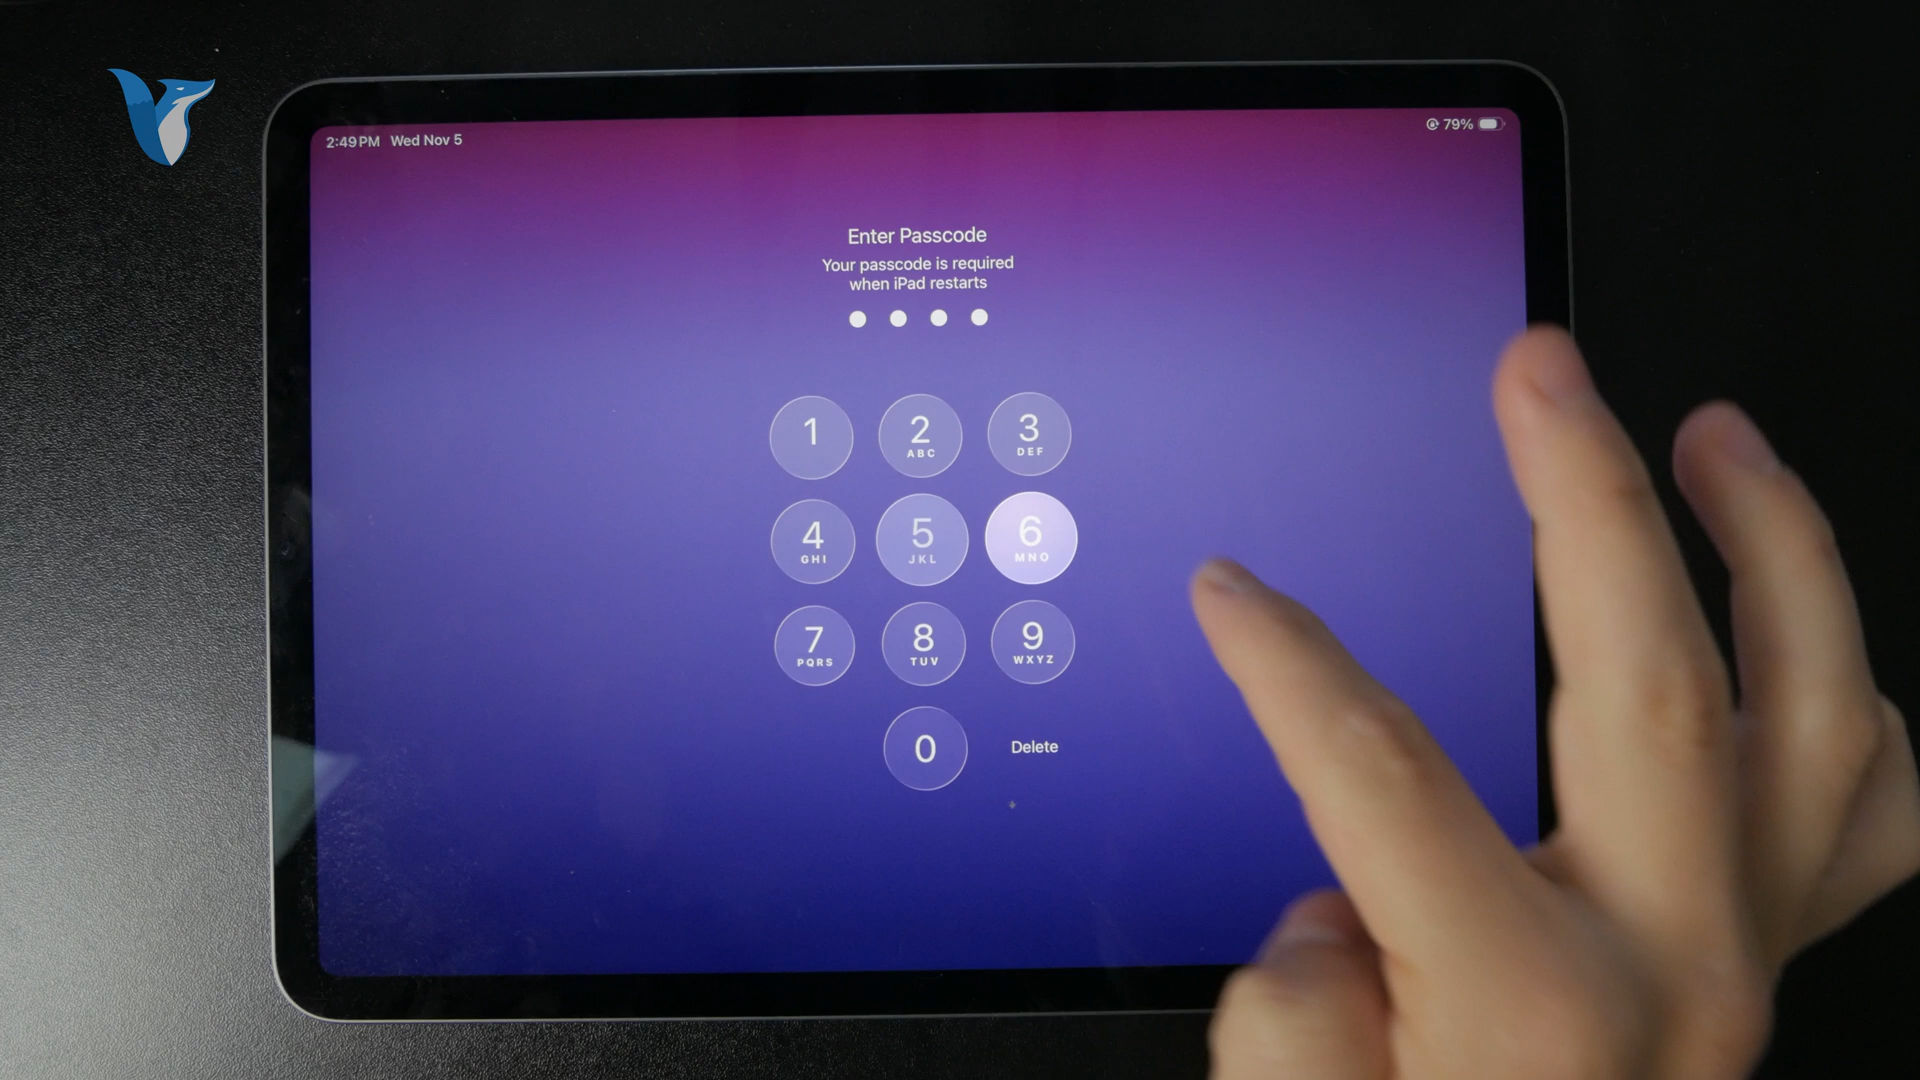 2:49 PM Wed Nov 5
79%
Enter Passcode
Your passcode is required
when iPad restarts
1
2
ABC
3
DEF
4
GHI
5
JKL
6
MNO
7
PQRS
8
TUV
9
WXYZ
0
Delete